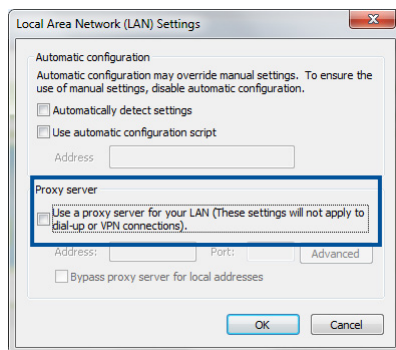 Local Area Network (LAN) Settings
Automatic configuration
Automatic configuration may override manual settings. To ensure the
use of manual settings, disable automatic configuration.
Automatically detect settings
Use automatic configuration script
Address
Proxy server
Use a proxy server for your LAN (These settings will not apply to
dial-up or VPN connections).
Address:
Port:
Advanced
Bypass proxy server for local addresses
OK
Cancel